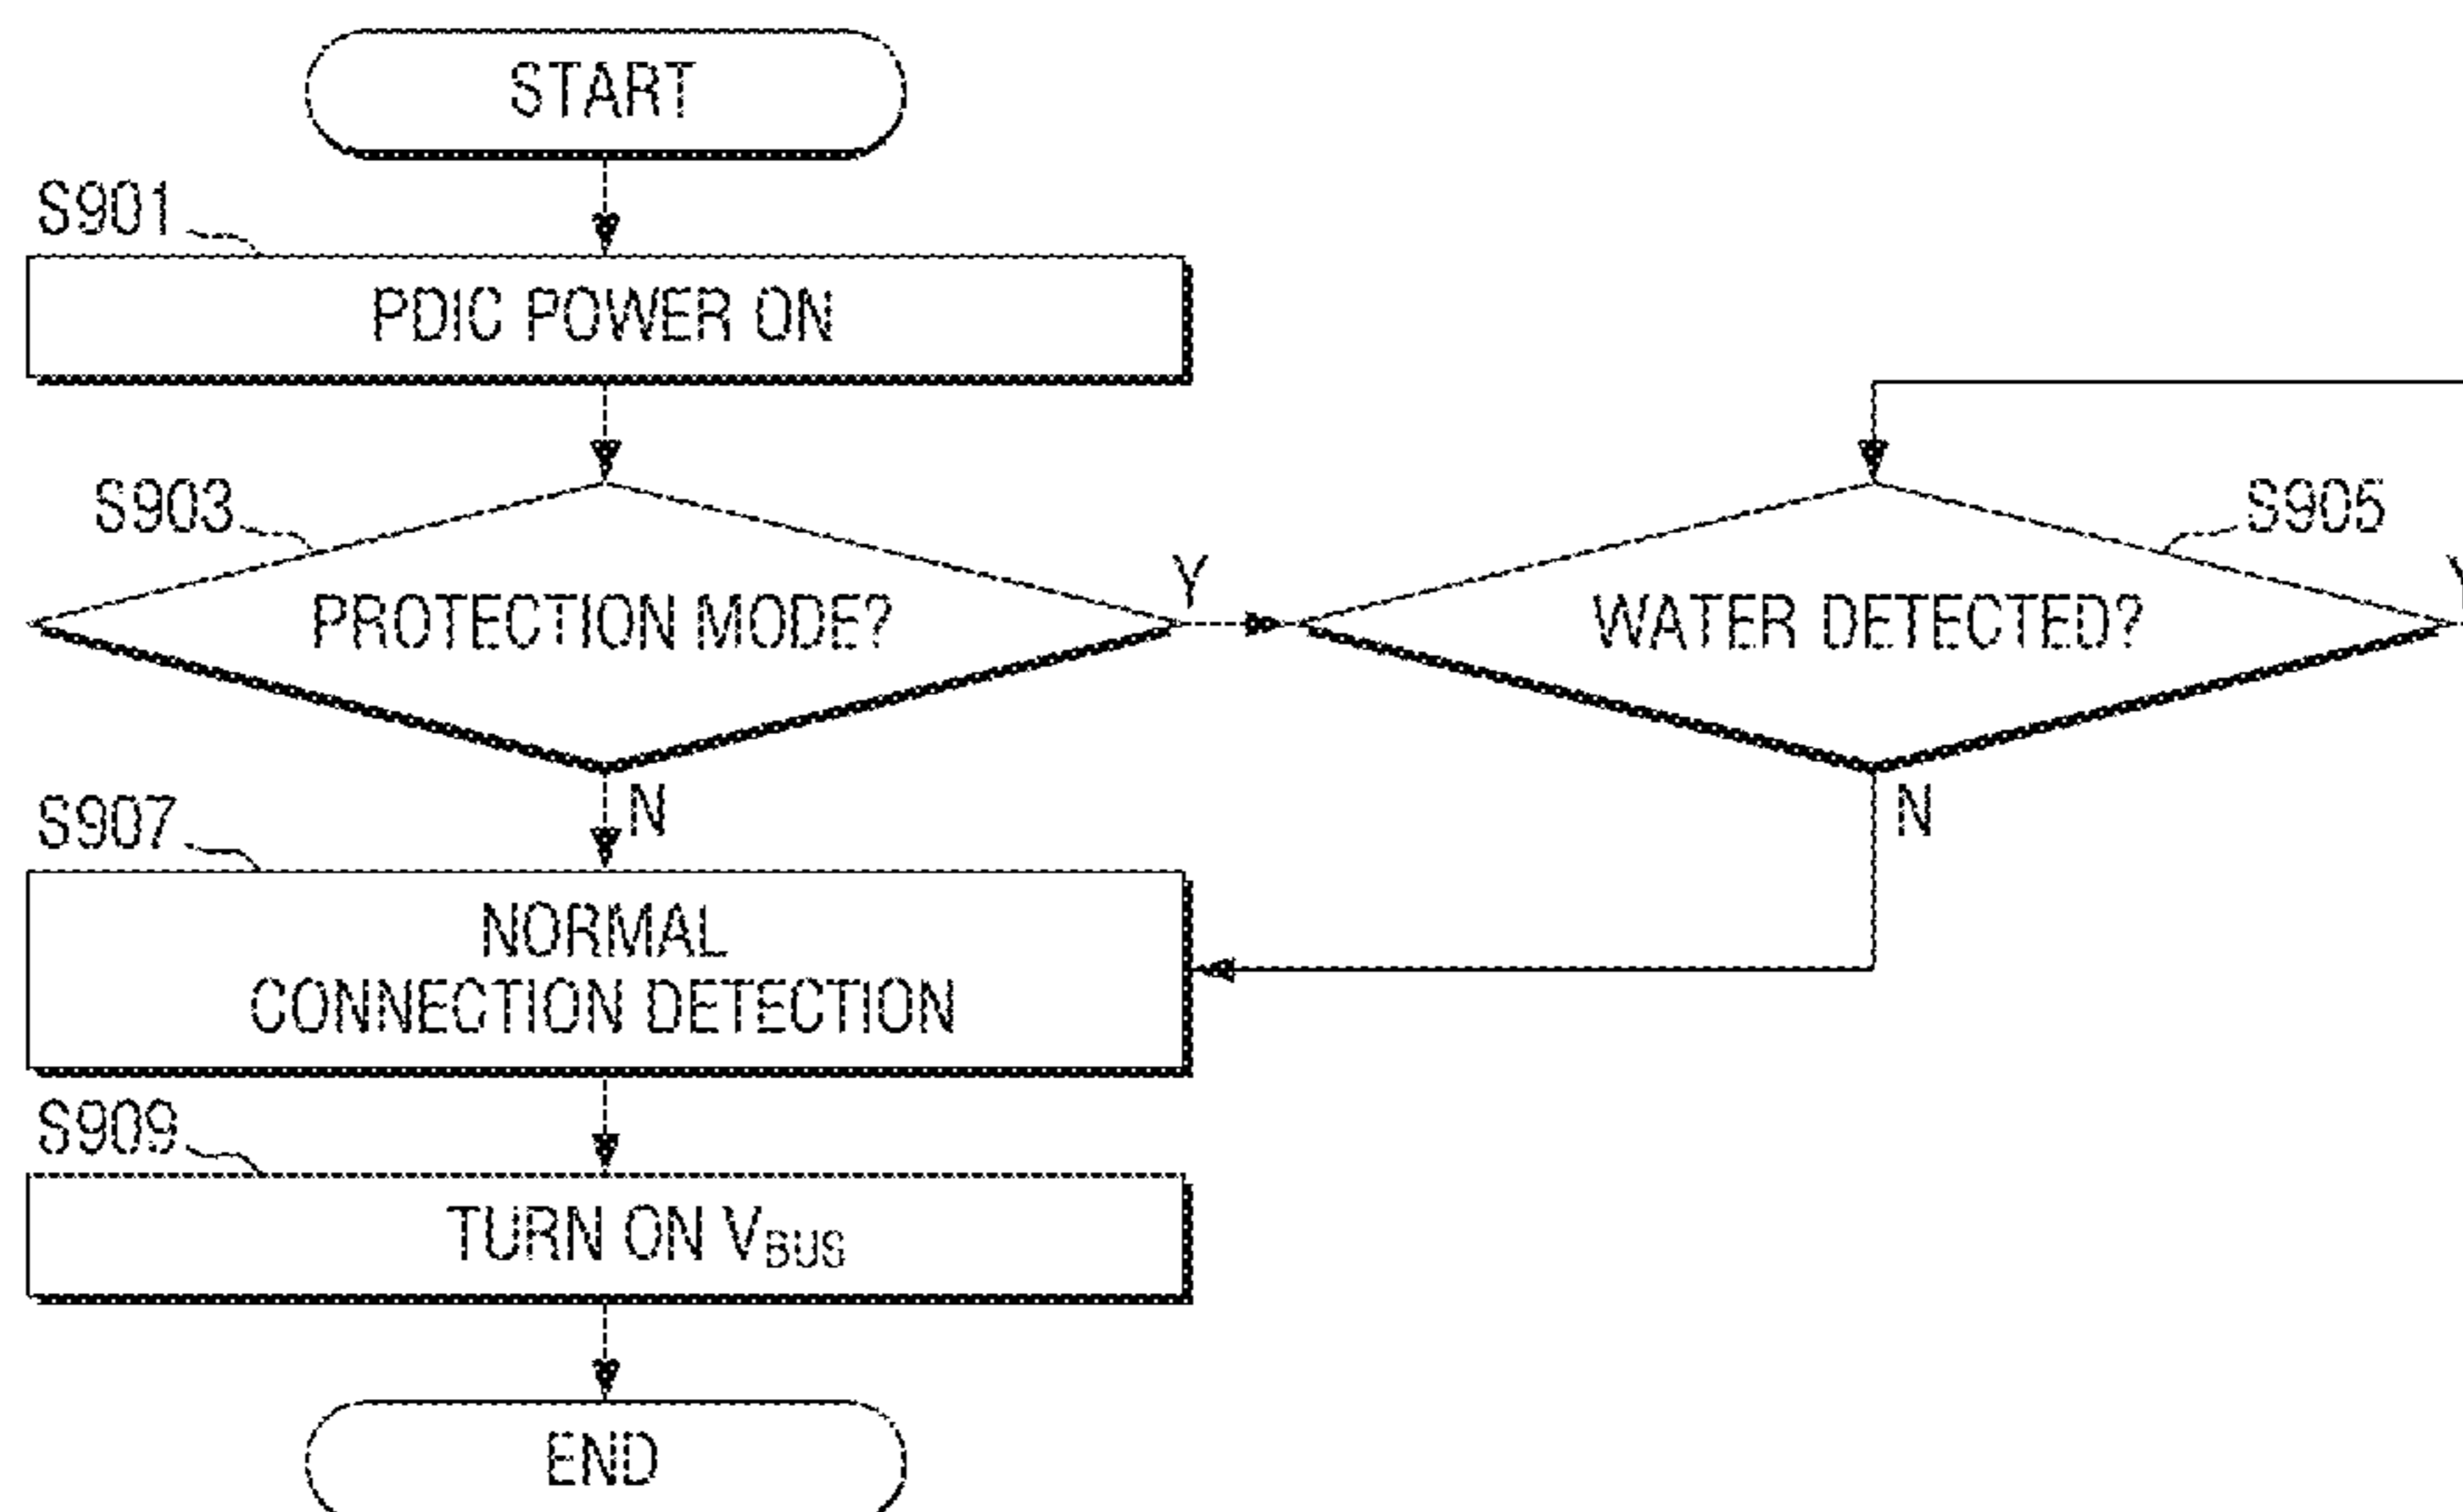 START
S901
PDIC POWER ON
S903
PROTECTION MODE?
Y
WATER DETECTED?
S905
Y
N
N
S907
NORMAL
CONNECTION DETECTION
S909
TURN ON VBUS
END